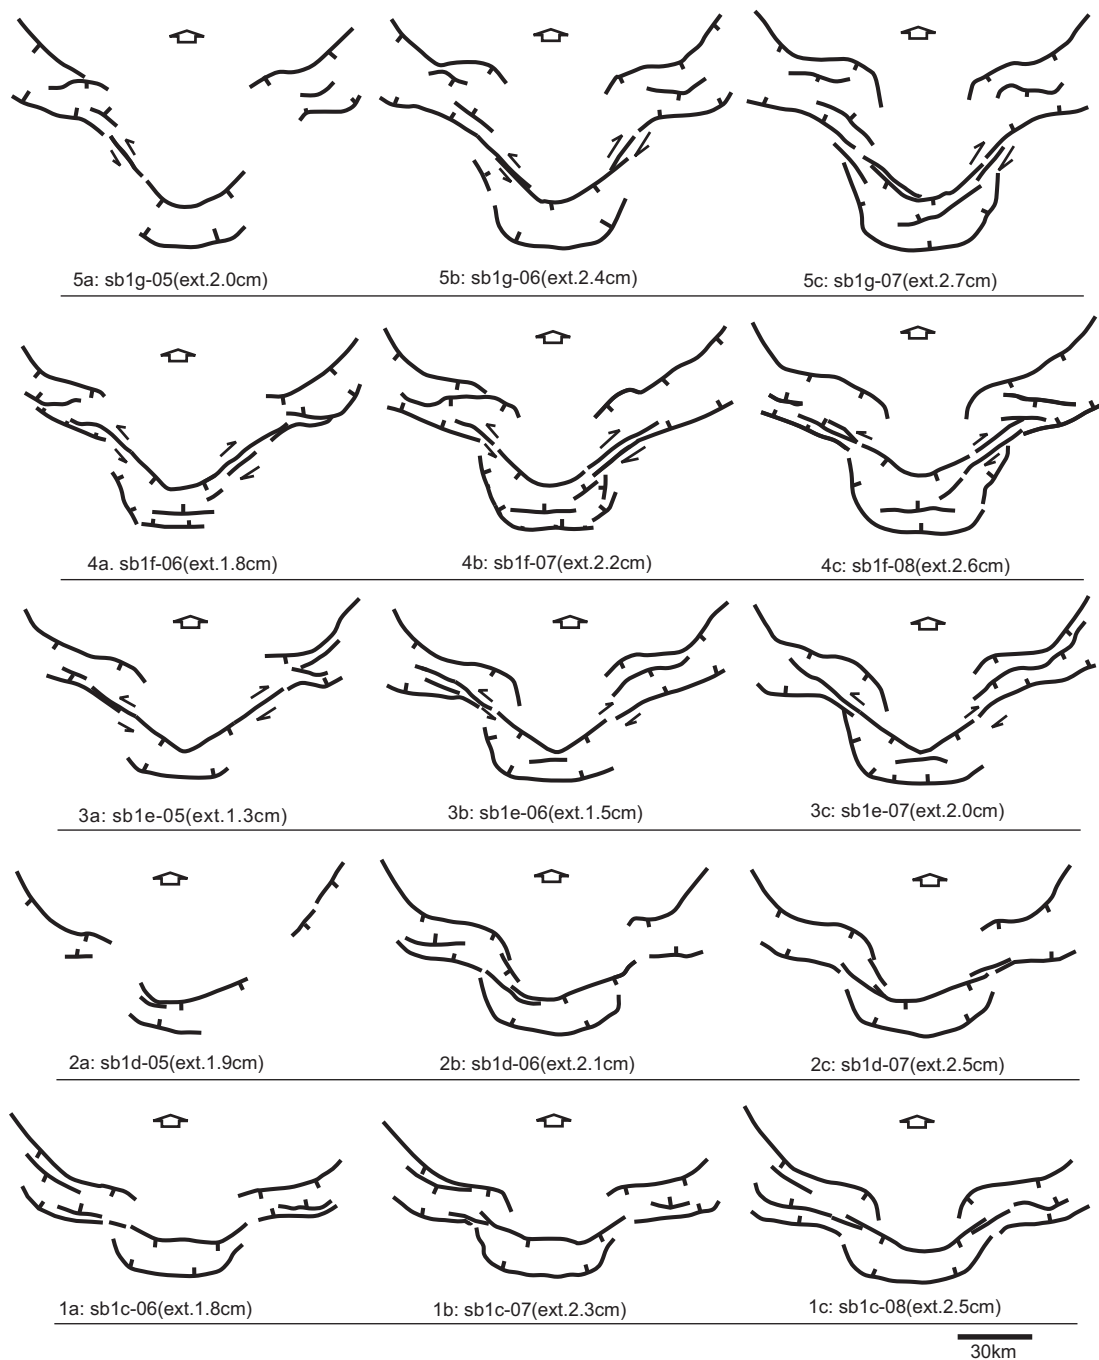 5a: sb1g-05(ext.2.0cm)
5b: sb1g-06(ext.2.4cm)
5c: sb1g-07(ext.2.7cm)
4a. sb1f-06(ext.1.8cm)
4b: sb1f-07(ext.2.2cm)
4c: sb1f-08(ext.2.6cm)
3a: sb1e-05(ext.1.3cm)
3b: sb1e-06(ext.1.5cm)
3c: sb1e-07(ext.2.0cm)
2a: sb1d-05(ext.1.9cm)
2b: sb1d-06(ext.2.1cm)
2c: sb1d-07(ext.2.5cm)
1a: sb1c-06(ext.1.8cm)
1b: sb1c-07(ext.2.3cm)
1c: sb1c-08(ext.2.5cm)
30km